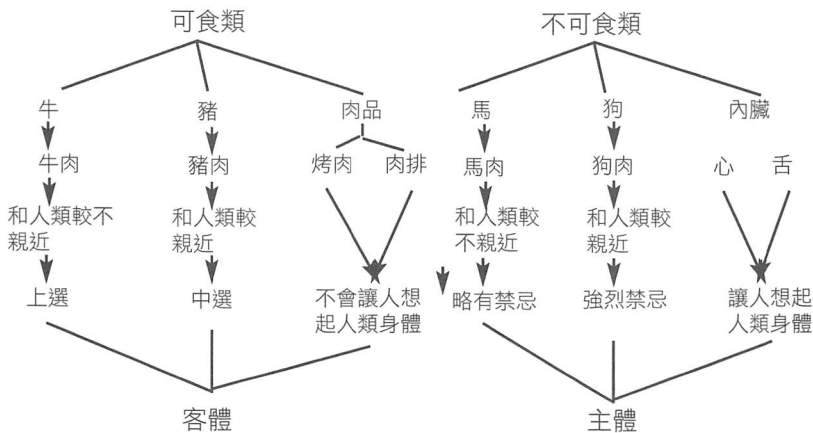 可食類
不可食類
牛
豬
肉品
馬
狗
內臟
牛肉
豬肉
烤肉
肉排
馬肉
狗肉
心
舌
和人類較不
親近
和人類較
親近
和人類較
不親近
和人類較
親近
上選
中選
不會讓人想
起人類身體
略有禁忌
強烈禁忌
讓人想起
人類身體
客體
主體